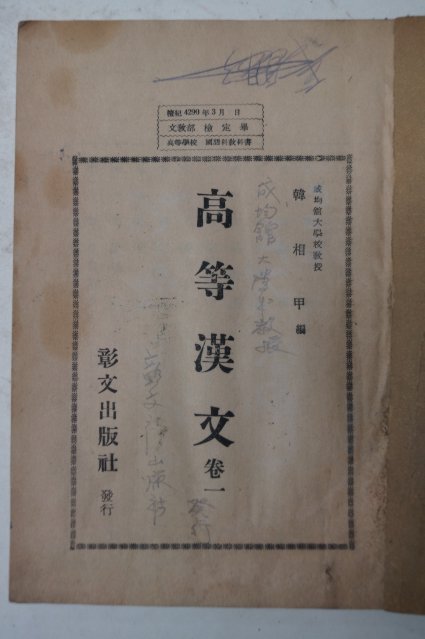 檀紀 4290 年 3 月　日
文敎部 檢定畢
高等學校 國語科敎科書
成均館大學校敎授
韓相甲 編
成均館 大學校 敎授
高等漢文 卷一
發行
彰文出版社 發行